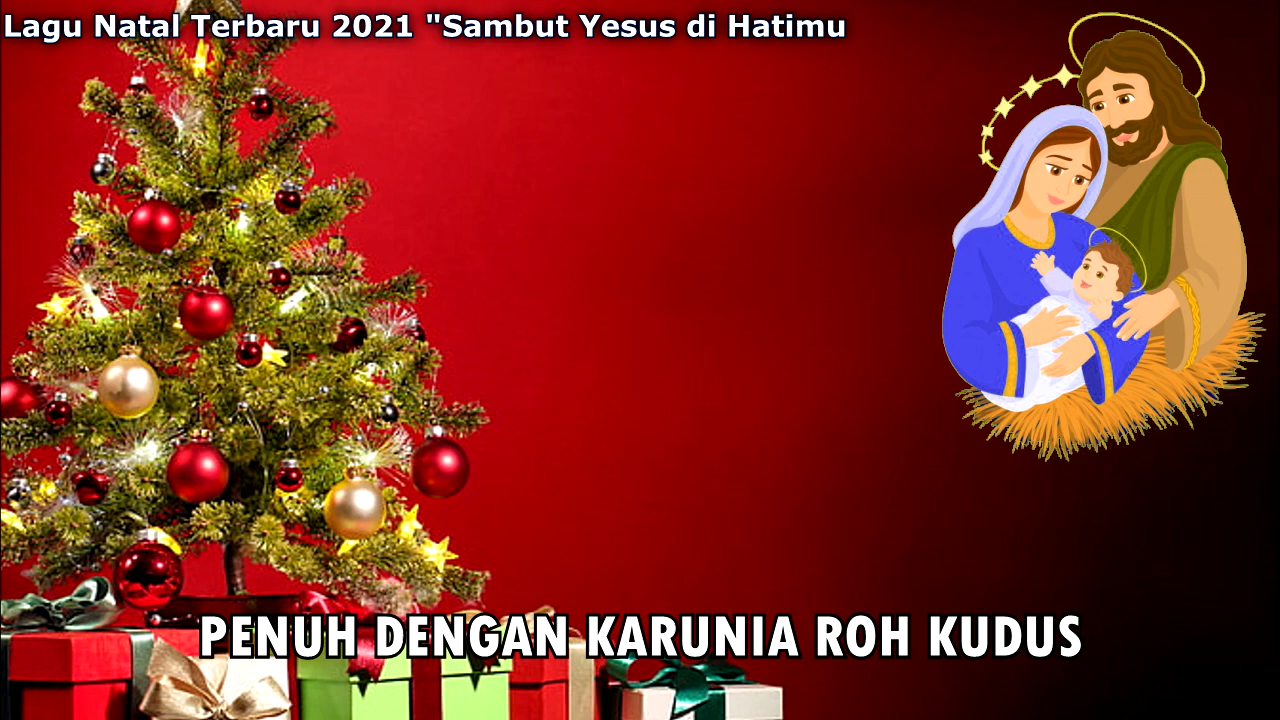 Lagu Natal Terbaru 2021 "Sambut Yesus di Hatimu
PENUH DENGAN KARUNIA ROH KUDUS